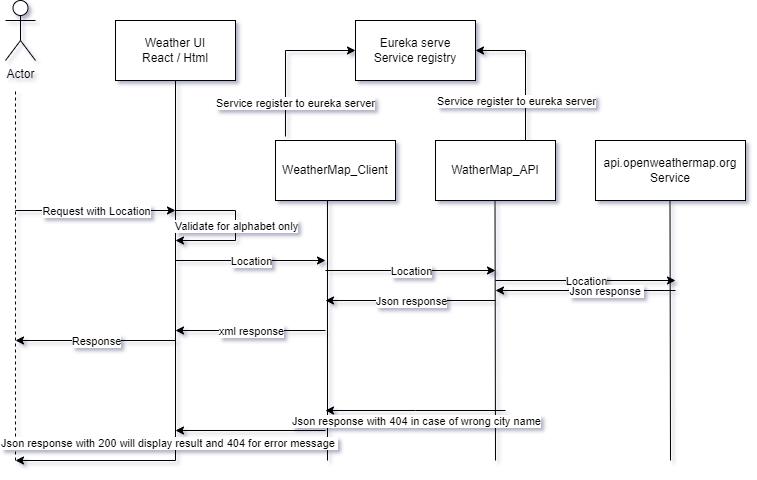 Actor
Weather UI
React / Html
Eureka serve
Service registry
Service register to eureka server
Service register to eureka server
WeatherMap_Client
WatherMap_API
api.openweathermap.org
Service
Request with Location
Validate for alphabet only
Location
Location
Location
Json response
Json response
xml response
Response
Json response with 404 in case of wrong city name
Json response with 200 will display result and 404 for error message